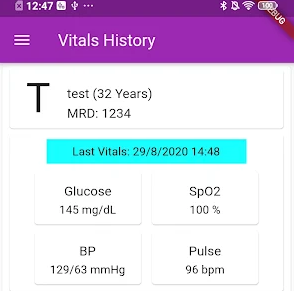 12:47
100
DEBUG
Vitals History
T
test (32 Years)
MRD: 1234
Last Vitals: 29/8/2020 14:48
Glucose
145 mg/dL
SpO2
100 %
BP
129/63 mmHg
Pulse
96 bpm